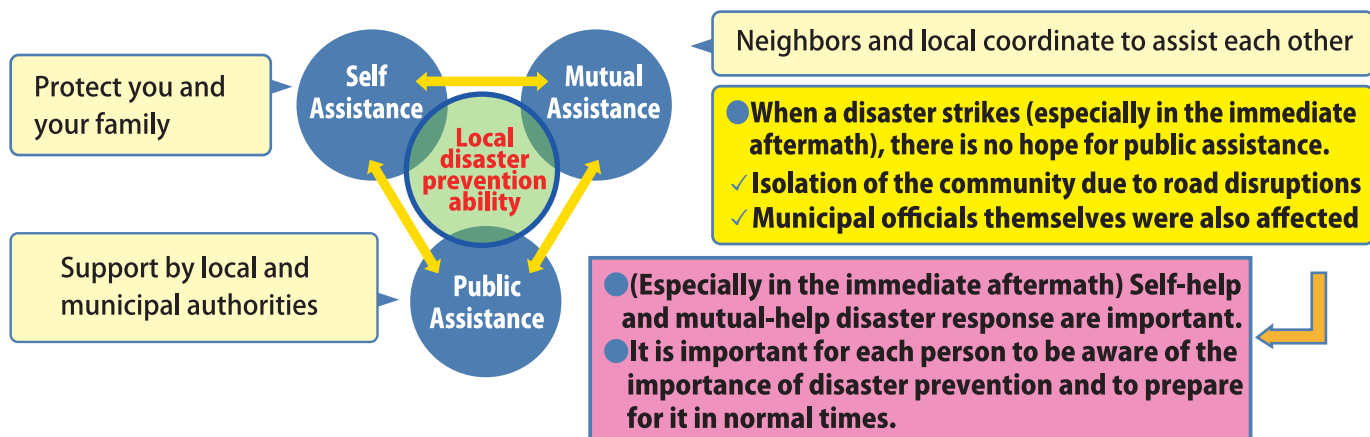 Protect you and
your family
Self
Assistance
Mutual
Assistance
Neighbors and local coordinate to assist each other
Local
disaster
prevention
ability
●When a disaster strikes (especially in the immediate
aftermath), there is no hope for public assistance.
✓ Isolation of the community due to road disruptions
✓ Municipal officials themselves were also affected
Support by local and
municipal authorities
Public
Assistance
●(Especially in the immediate aftermath) Self-help
and mutual-help disaster response are important.
●It is important for each person to be aware of the
importance of disaster prevention and to prepare
for it in normal times.